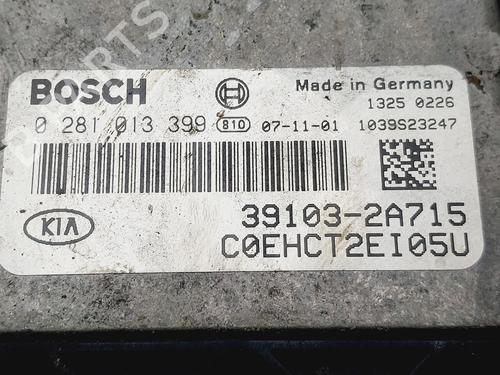 PARTS
BOSCH
Made in Germany
1325 0226
0 281 013 399 810 07-11-01 1039S23247
KIA
39103-2A715
C0EHCT2EI05U